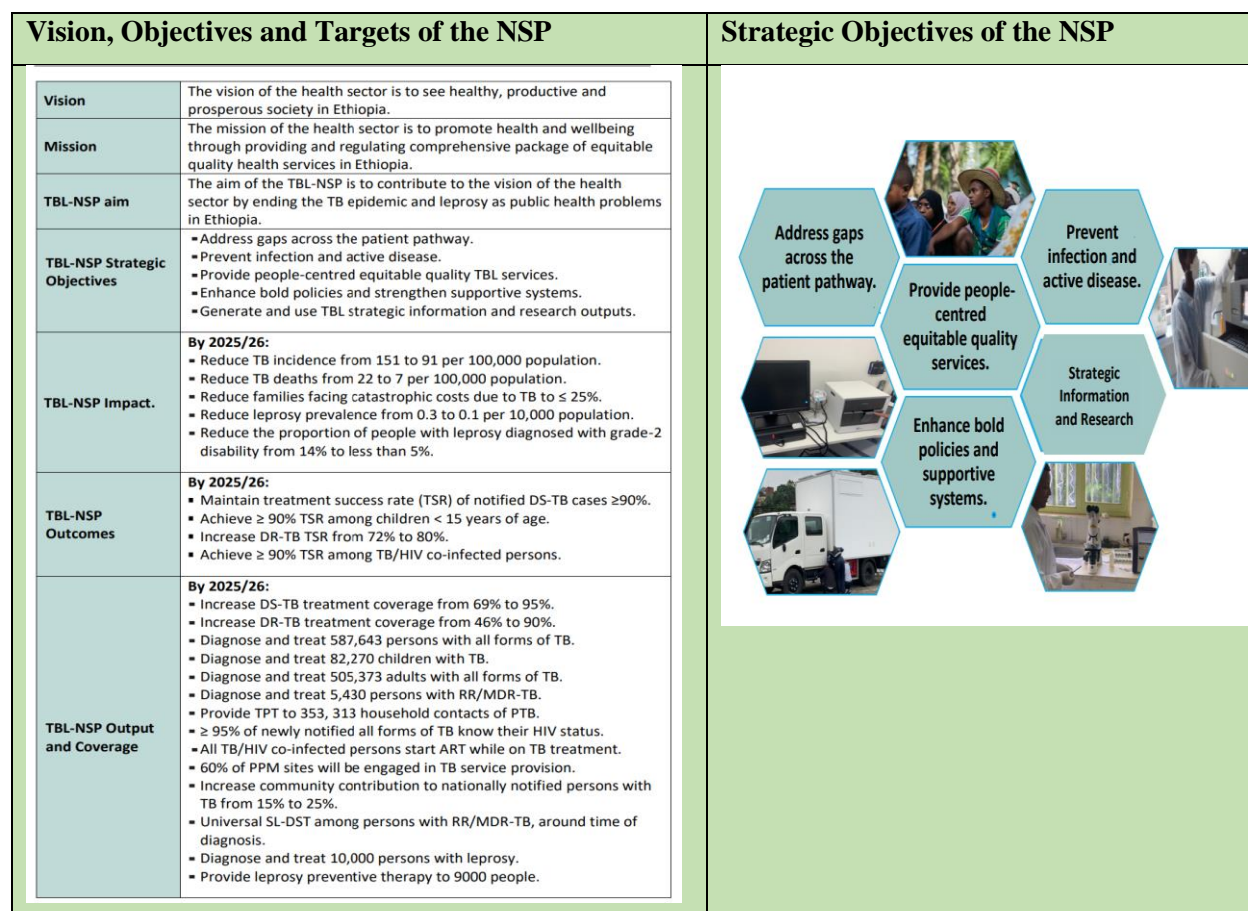 Vision, Objectives and Targets of the NSP
Vision
The vision of the health sector is to see healthy, productive and
prosperous society in Ethiopia.
Mission
The mission of the health sector is to promote health and wellbeing
through providing and regulating comprehensive package of equitable
quality health services in Ethiopia.
TBL-NSP aim
The aim of the TBL-NSP is to contribute to the vision of the health
sector by ending the TB epidemic and leprosy as public health problems
in Ethiopia.
TBL-NSP Strategic
Objectives
▪Address gaps across the patient pathway.
▪Prevent infection and active disease.
▪Provide people-centred equitable quality TBL services.
▪Enhance bold policies and strengthen supportive systems.
▪Generate and use TBL strategic information and research outputs.
TBL-NSP Impact.
By 2025/26:
▪ Reduce TB incidence from 151 to 91 per 100,000 population.
▪ Reduce TB deaths from 22 to 7 per 100,000 population.
▪ Reduce families facing catastrophic costs due to TB to ≤ 25%.
▪ Reduce leprosy prevalence from 0.3 to 0.1 per 10,000 population.
▪ Reduce the proportion of people with leprosy diagnosed with grade-2
disability from 14% to less than 5%.
TBL-NSP
Outcomes
By 2025/26:
▪ Maintain treatment success rate (TSR) of notified DS-TB cases ≥90%.
▪ Achieve ≥ 90% TSR among children < 15 years of age.
▪ Increase DR-TB TSR from 72% to 80%.
▪ Achieve ≥ 90% TSR among TB/HIV co-infected persons.
TBL-NSP Output
and Coverage
By 2025/26:
▪ Increase DS-TB treatment coverage from 69% to 95%.
▪ Increase DR-TB treatment coverage from 46% to 90%.
▪ Diagnose and treat 587,643 persons with all forms of TB.
▪ Diagnose and treat 82,270 children with TB.
▪ Diagnose and treat 505,373 adults with all forms of TB.
▪ Diagnose and treat 5,430 persons with RR/MDR-TB.
▪ Provide TPT to 353, 313 household contacts of PTB.
▪ ≥ 95% of newly notified all forms of TB know their HIV status.
▪All TB/HIV co-infected persons start ART while on TB treatment.
▪ 60% of PPM sites will be engaged in TB service provision.
▪ Increase community contribution to nationally notified persons with
TB from 15% to 25%.
▪ Universal SL-DST among persons with RR/MDR-TB, around time of
diagnosis.
▪ Diagnose and treat 10,000 persons with leprosy.
▪ Provide leprosy preventive therapy to 9000 people.
Strategic Objectives of the NSP
Address gaps
across the
patient pathway.
Prevent
infection and
active disease.
Provide people-
centred
equitable quality
services.
Strategic
Information
and Research
Enhance bold
policies and
supportive
systems.